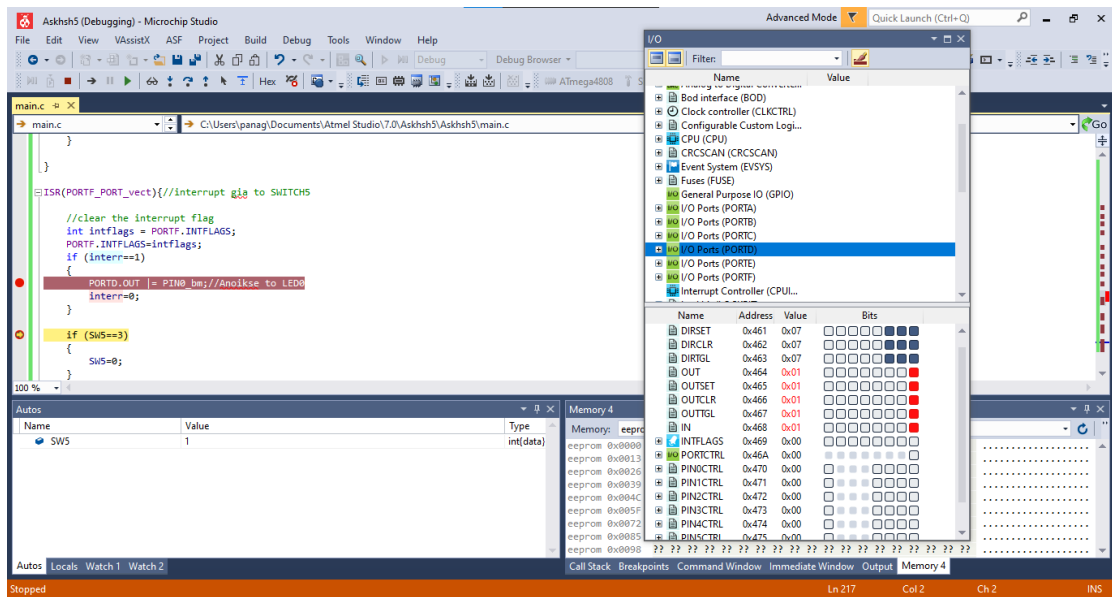 Askhsh5 (Debugging) - Microchip Studio
Advanced Mode
Quick Launch (Ctrl+Q)
File Edit View VAssistX ASF Project Build Debug Tools Window Help
Debug
Debug Browser
Hex
ATmega4808
main.c
main.c
C:\Users\panag\Documents\Atmel Studio\7.0\Askhsh5\Askhsh5\main.c
Go
}
}
ISR(PORTF_PORT_vect){//interrupt gia to SWITCH5
//clear the interrupt flag
int intflags = PORTF.INTFLAGS;
PORTF.INTFLAGS=intflags;
if (interr==1)
{
PORTD.OUT |= PIN0_bm;//Anoikse to LED0
interr=0;
}
if (SW5==3)
{
SW5=0;
}
100 %
I/O
Filter:
Name Value
Bod interface (BOD)
Clock controller (CLKCTRL)
Configurable Custom Logi...
CPU (CPU)
CRCSCAN (CRCSCAN)
Event System (EVSYS)
Fuses (FUSE)
General Purpose IO (GPIO)
I/O Ports (PORTA)
I/O Ports (PORTB)
I/O Ports (PORTC)
I/O Ports (PORTD)
I/O Ports (PORTE)
I/O Ports (PORTF)
Interrupt Controller (CPUI...
Name Address Value Bits
DIRSET 0x461 0x07
DIRCLR 0x462 0x07
DIRTGL 0x463 0x07
OUT 0x464 0x01
OUTSET 0x465 0x01
OUTCLR 0x466 0x01
OUTTGL 0x467 0x01
IN 0x468 0x01
INTFLAGS 0x469 0x00
PORTCTRL 0x46A 0x00
PIN0CTRL 0x470 0x00
PIN1CTRL 0x471 0x00
PIN2CTRL 0x472 0x00
PIN3CTRL 0x473 0x00
PIN4CTRL 0x474 0x00
PIN5CTRL 0x475 0x00
Autos
Name Value Type
SW5 1 int{data}
Autos Locals Watch 1 Watch 2
Memory 4
Memory: eepro
eeprom 0x0000
eeprom 0x0013
eeprom 0x0026
eeprom 0x0039
eeprom 0x004C
eeprom 0x005F
eeprom 0x0072
eeprom 0x0085
eeprom 0x0098 ?? ?? ?? ?? ?? ?? ?? ?? ?? ?? ?? ?? ?? ?? ?? ?? ?? ?? ?? ...................
Call Stack Breakpoints Command Window Immediate Window Output Memory 4
Stopped
Ln 217 Col 2 Ch 2 INS